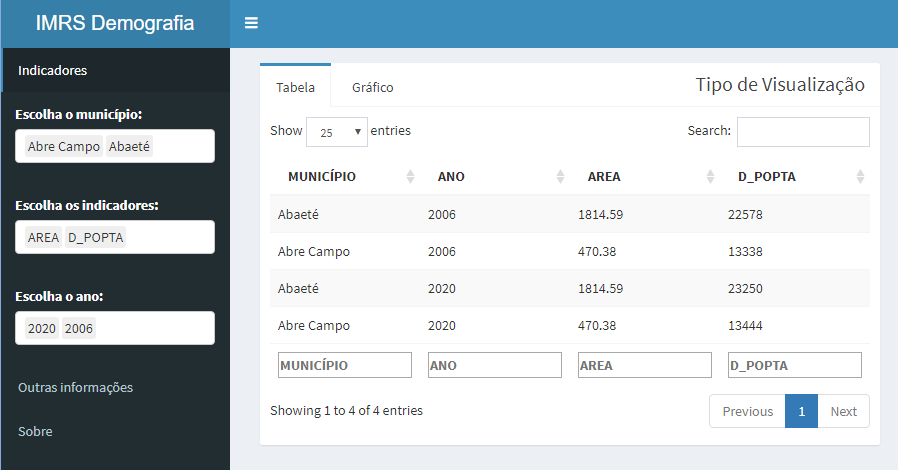 IMRS Demografia
Indicadores
Escolha o município:
Abre Campo Abaeté
Escolha os indicadores:
AREA D_POPTA
Escolha o ano:
2020 2006
Outras informações
Sobre
Tabela Gráfico Tipo de Visualização
Show 25 entries Search:
MUNICÍPIO ANO AREA D_POPTA
Abaeté 2006 1814.59 22578
Abre Campo 2006 470.38 13338
Abaeté 2020 1814.59 23250
Abre Campo 2020 470.38 13444
MUNICÍPIO ANO AREA D_POPTA
Showing 1 to 4 of 4 entries Previous 1 Next